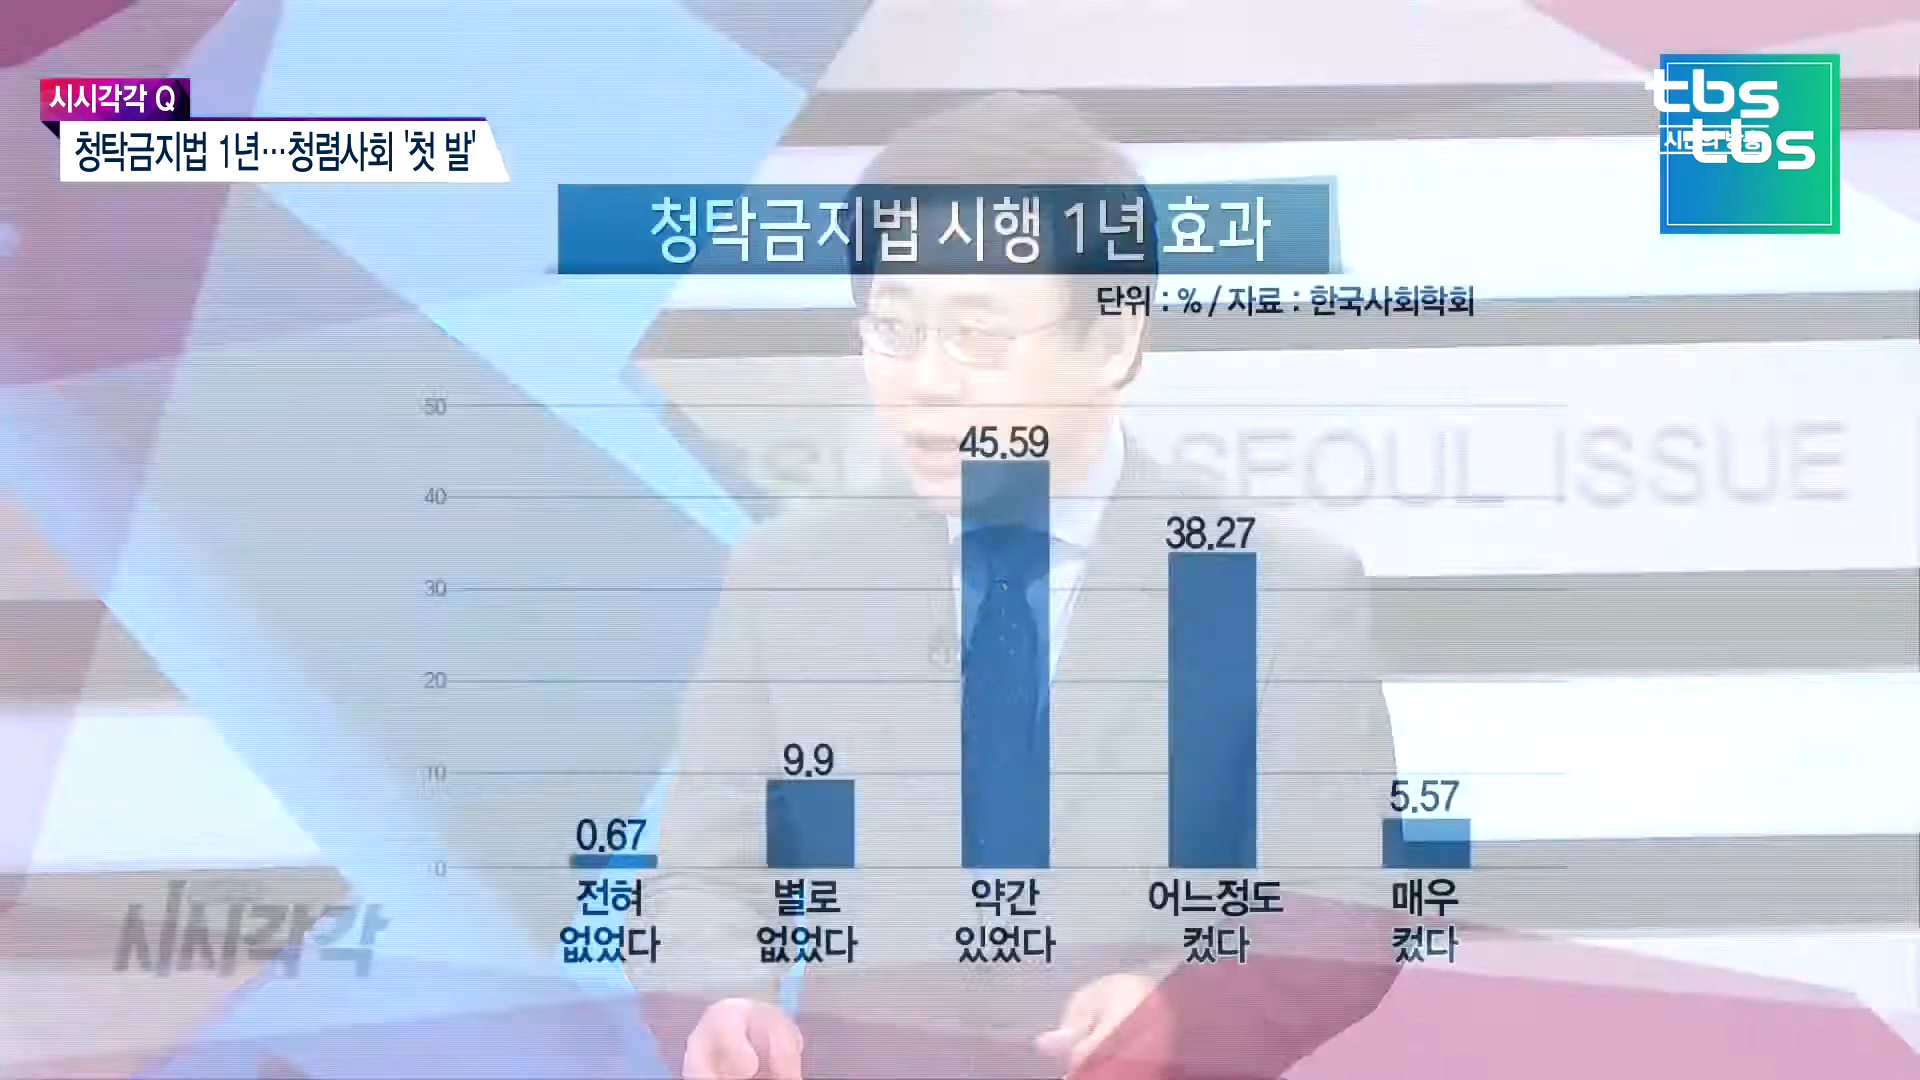 시시각각 Q
청탁금지법 1년…청렴사회 '첫 발'
tbs
tbs
청탁금지법 시행 1년 효과
단위 : % / 자료 : 한국사회학회
50
40
30
20
10
0
45.59
38.27
9.9
5.57
0.67
SEOUL ISSUE
전혀 없었다
별로 없었다
약간 있었다
어느정도 컸다
매우 컸다
시시각각